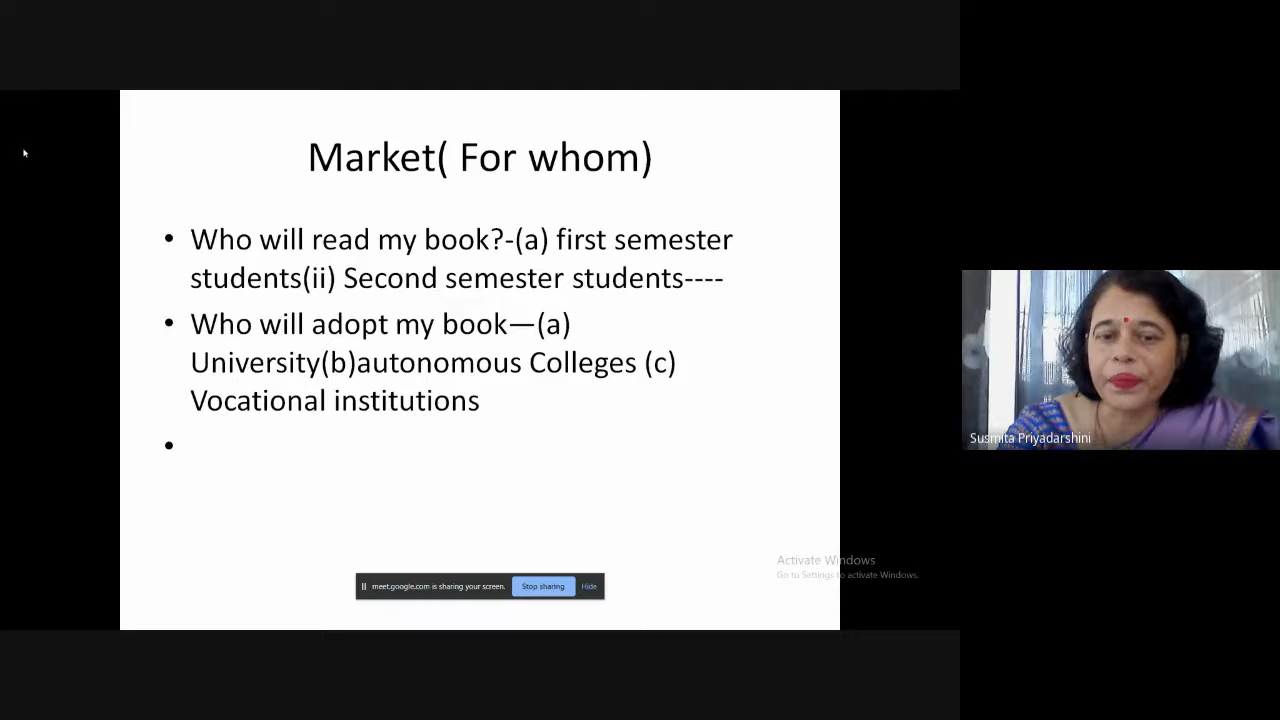 Market( For whom)
• Who will read my book?-(a) first semester
students(ii) Second semester students----
• Who will adopt my book—(a)
University(b)autonomous Colleges (c)
Vocational institutions
•
Susmita Priyadarshini
Activate Windows
Go to Settings to activate Windows.
meet.google.com is sharing your screen.
Stop sharing
Hide